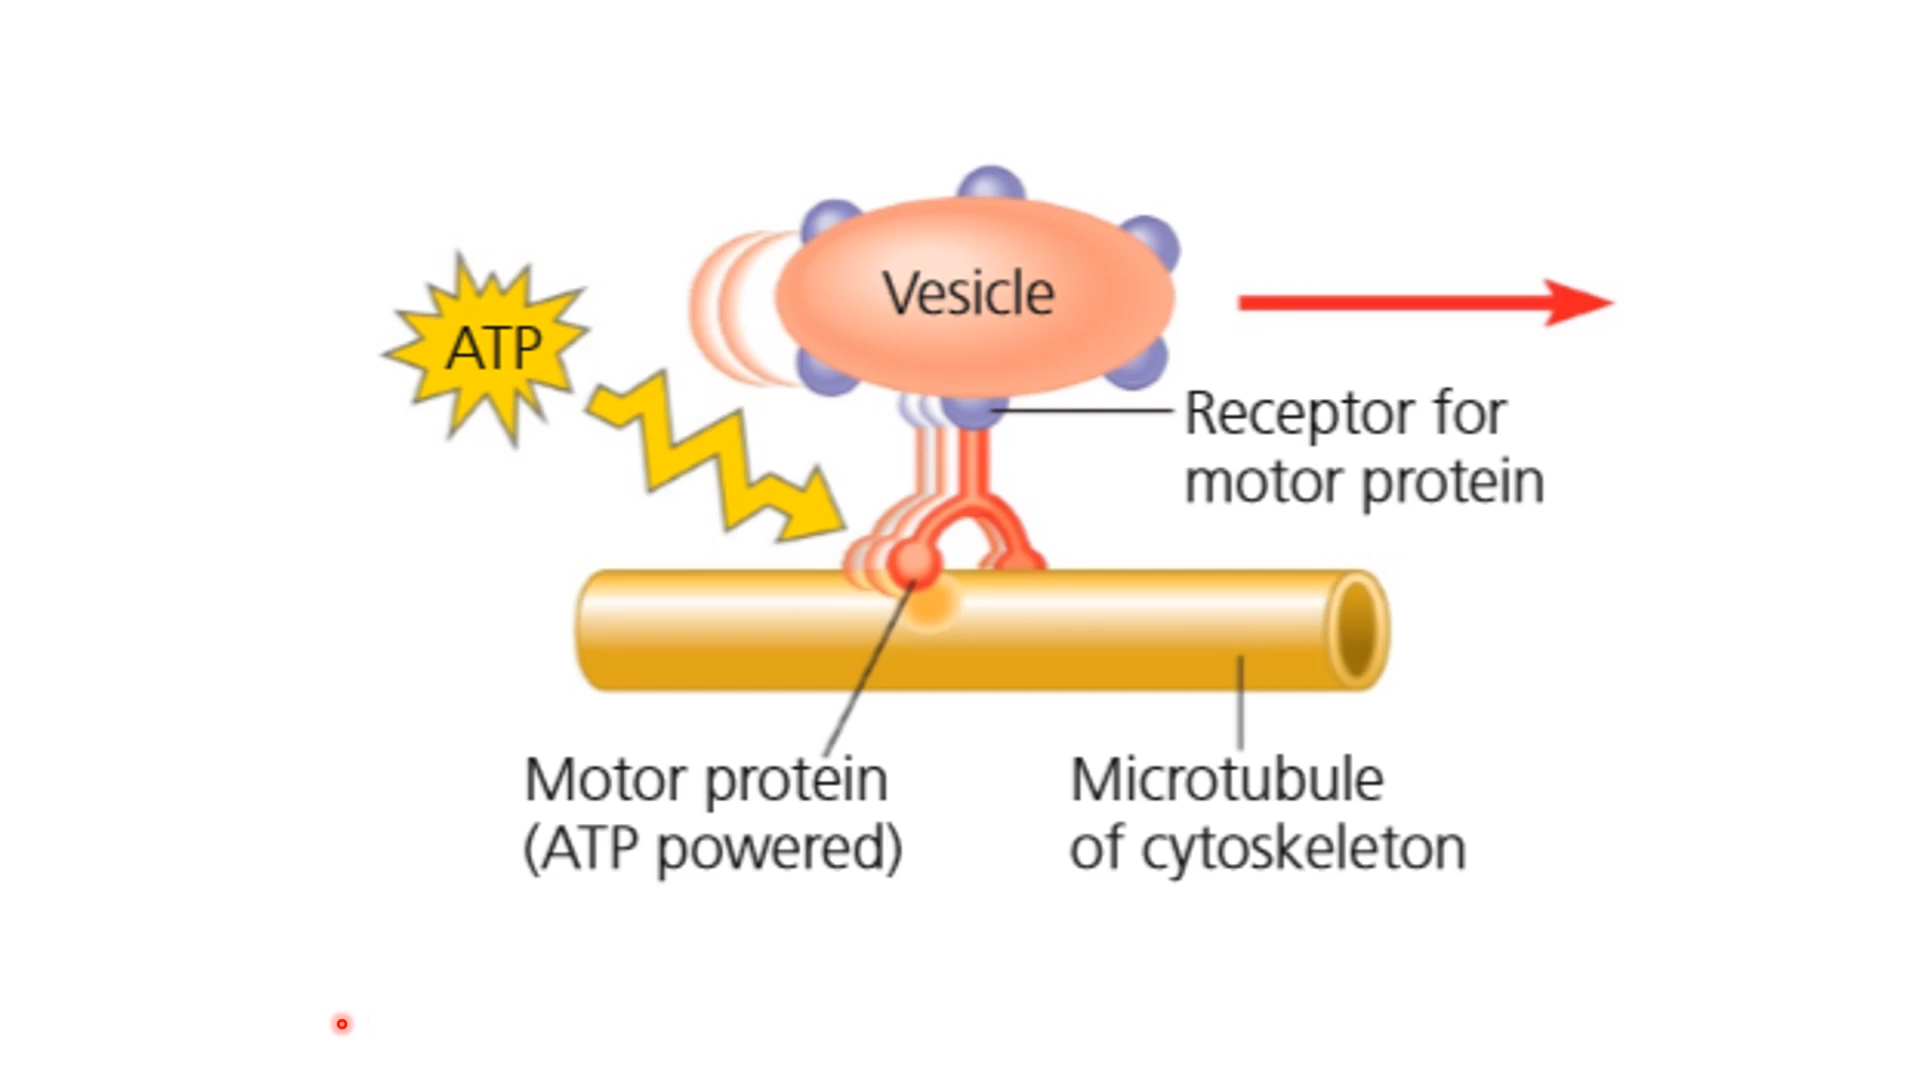 Vesicle
ATP
Receptor for
motor protein
Motor protein
(ATP powered)
Microtubule
of cytoskeleton